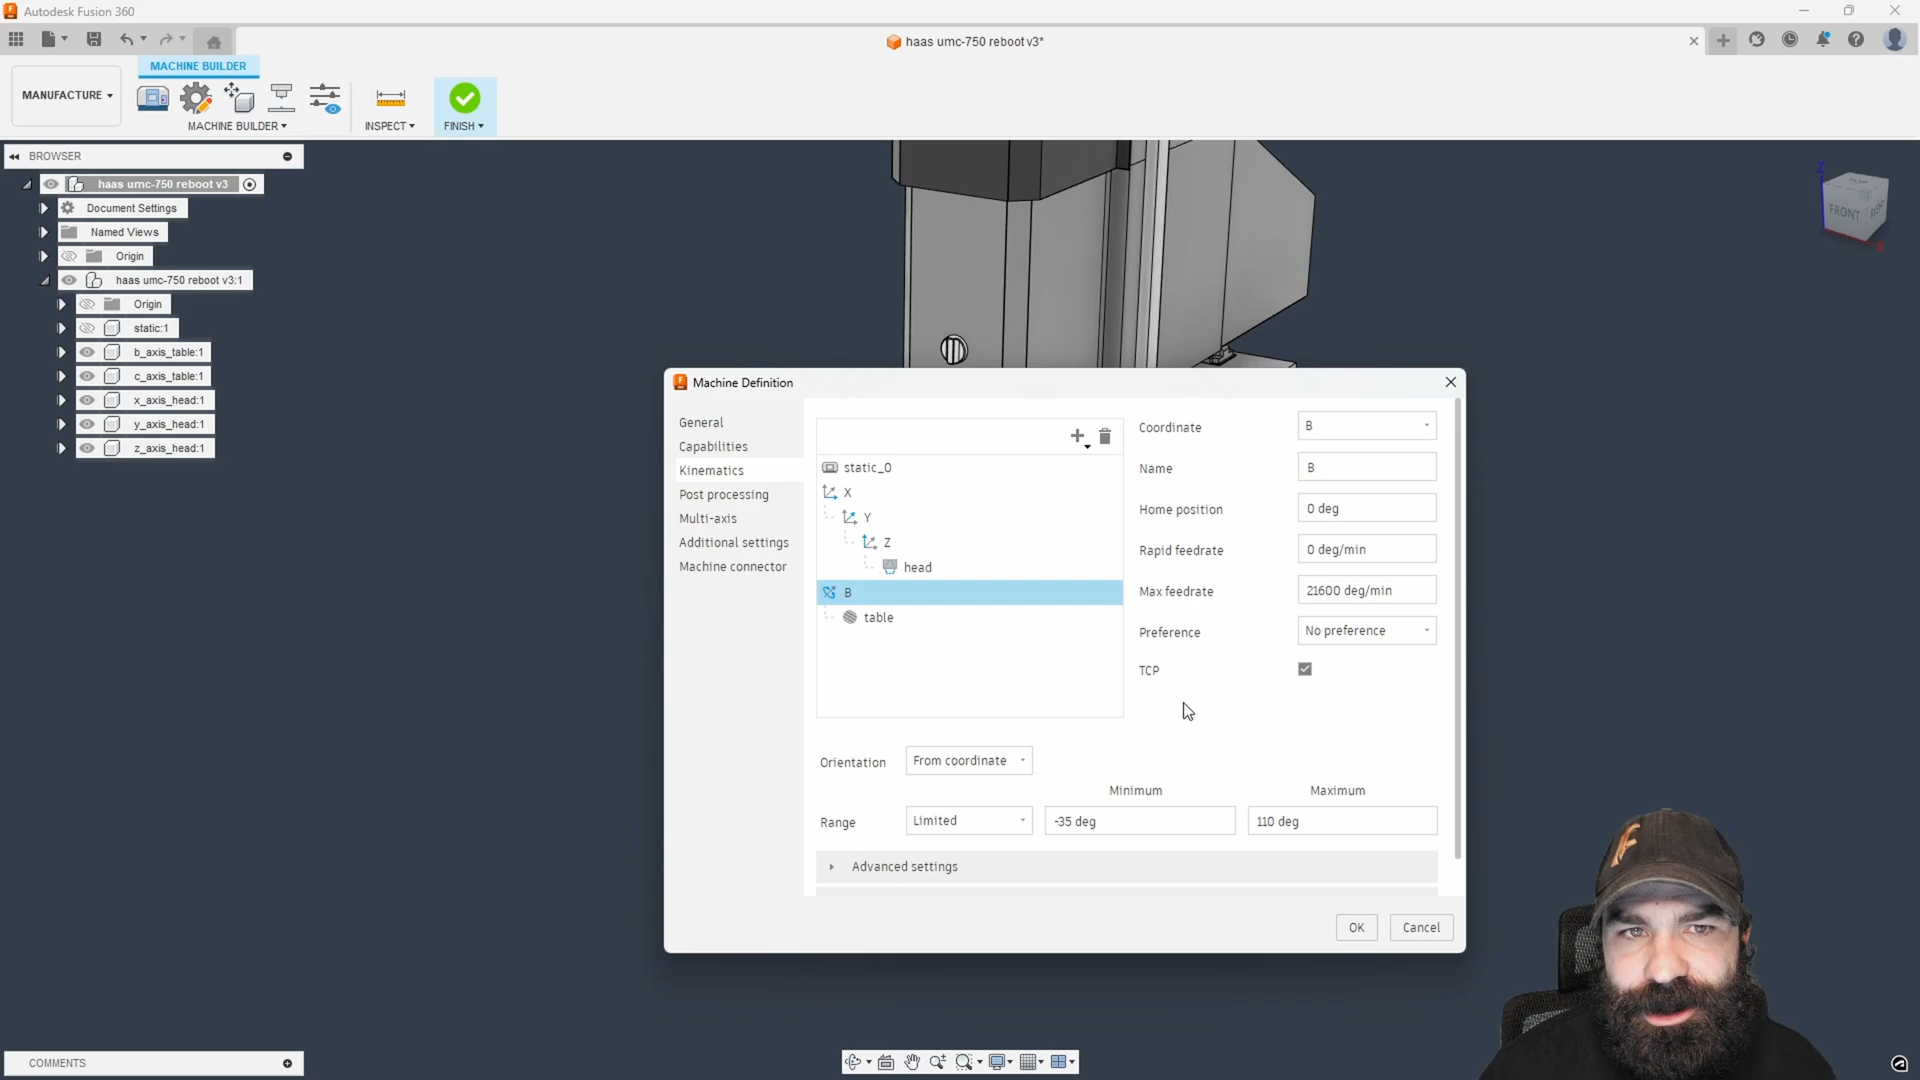 Autodesk Fusion 360
haas umc-750 reboot v3*
MACHINE BUILDER
MANUFACTURE
MACHINE BUILDER
INSPECT
FINISH
BROWSER
haas umc-750 reboot v3
Document Settings
Named Views
Origin
haas umc-750 reboot v3:1
Origin
static:1
b_axis_table:1
c_axis_table:1
x_axis_head:1
y_axis_head:1
z_axis_head:1
Z
FRONT
X
Machine Definition
General
Capabilities
Kinematics
Post processing
Multi-axis
Additional settings
Machine connector
static_0
X
Y
Z
head
B
table
Coordinate B
Name B
Home position 0 deg
Rapid feedrate 0 deg/min
Max feedrate 21600 deg/min
Preference No preference
TCP
Orientation From coordinate
Minimum Maximum
Range Limited -35 deg 110 deg
Advanced settings
OK Cancel
COMMENTS